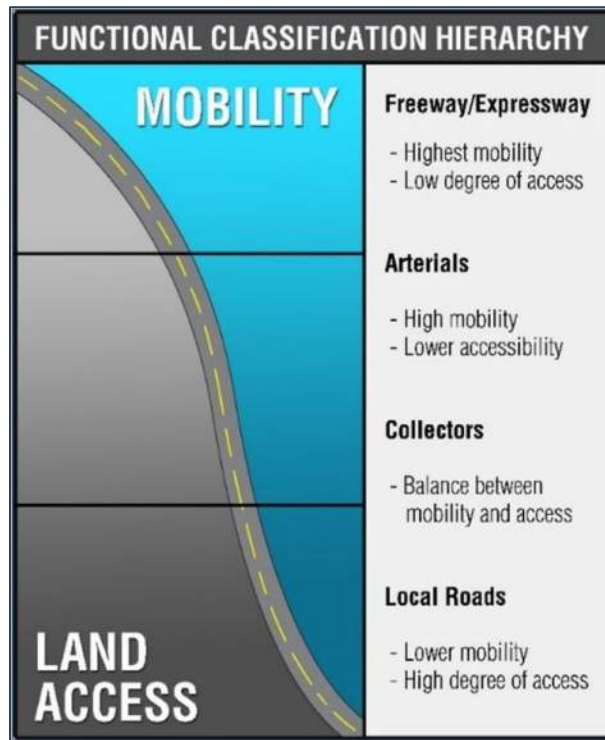 FUNCTIONAL CLASSIFICATION HIERARCHY
MOBILITY
LAND
ACCESS
Freeway/Expressway
- Highest mobility
- Low degree of access
Arterials
- High mobility
- Lower accessibility
Collectors
- Balance between
mobility and access
Local Roads
- Lower mobility
- High degree of access